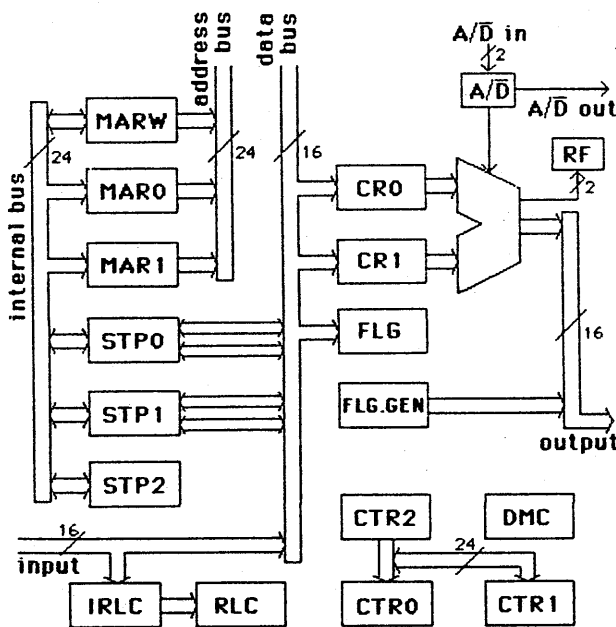 address bus
data bus
A/D̅ in
2
A/D̅
A/D̅ out
internal bus
24
MARW
24
16
RF
2
MAR0
CR0
MAR1
CR1
STP0
FLG
16
STP1
FLG.GEN
output
STP2
CTR2
DMC
16
input
24
IRLC
RLC
CTR0
CTR1